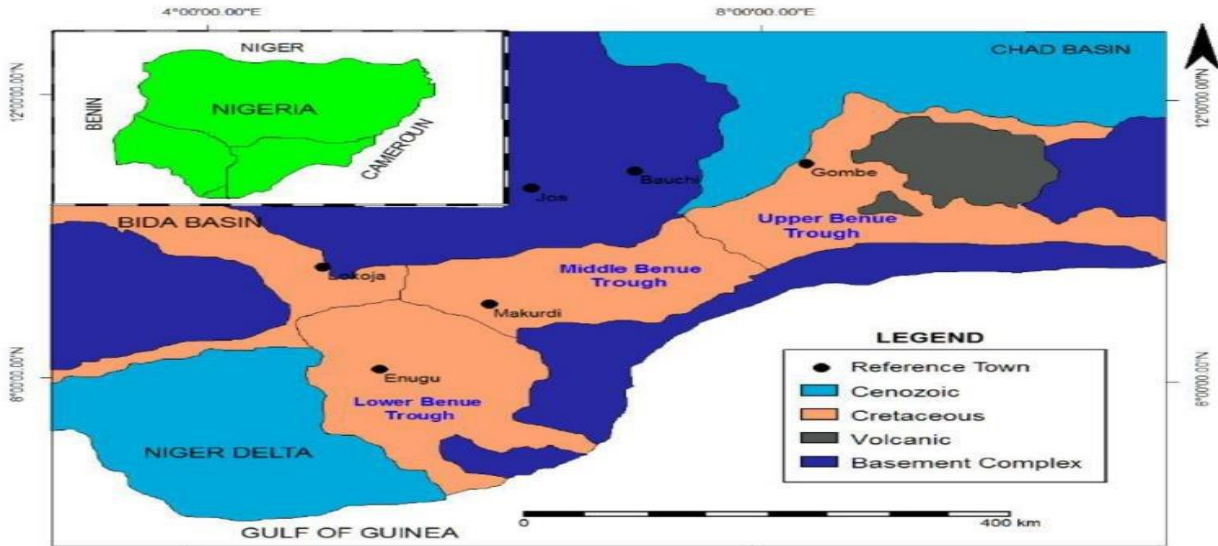 4°00'00.00"E
8°00'00.00"E
12°00'00.00"N
8°00'00.00"N
12°00'00.00"N
8°00'00.00"N
NIGER
NIGERIA
BENIN
CAMEROUN
CHAD BASIN
Gombe
Bauchi
Jos
BIDA BASIN
Upper Benue
Trough
Lokoja
Middle Benue
Trough
Makurdi
Enugu
Lower Benue
Trough
NIGER DELTA
GULF OF GUINEA
LEGEND
Reference Town
Cenozoic
Cretaceous
Volcanic
Basement Complex
0
400 km